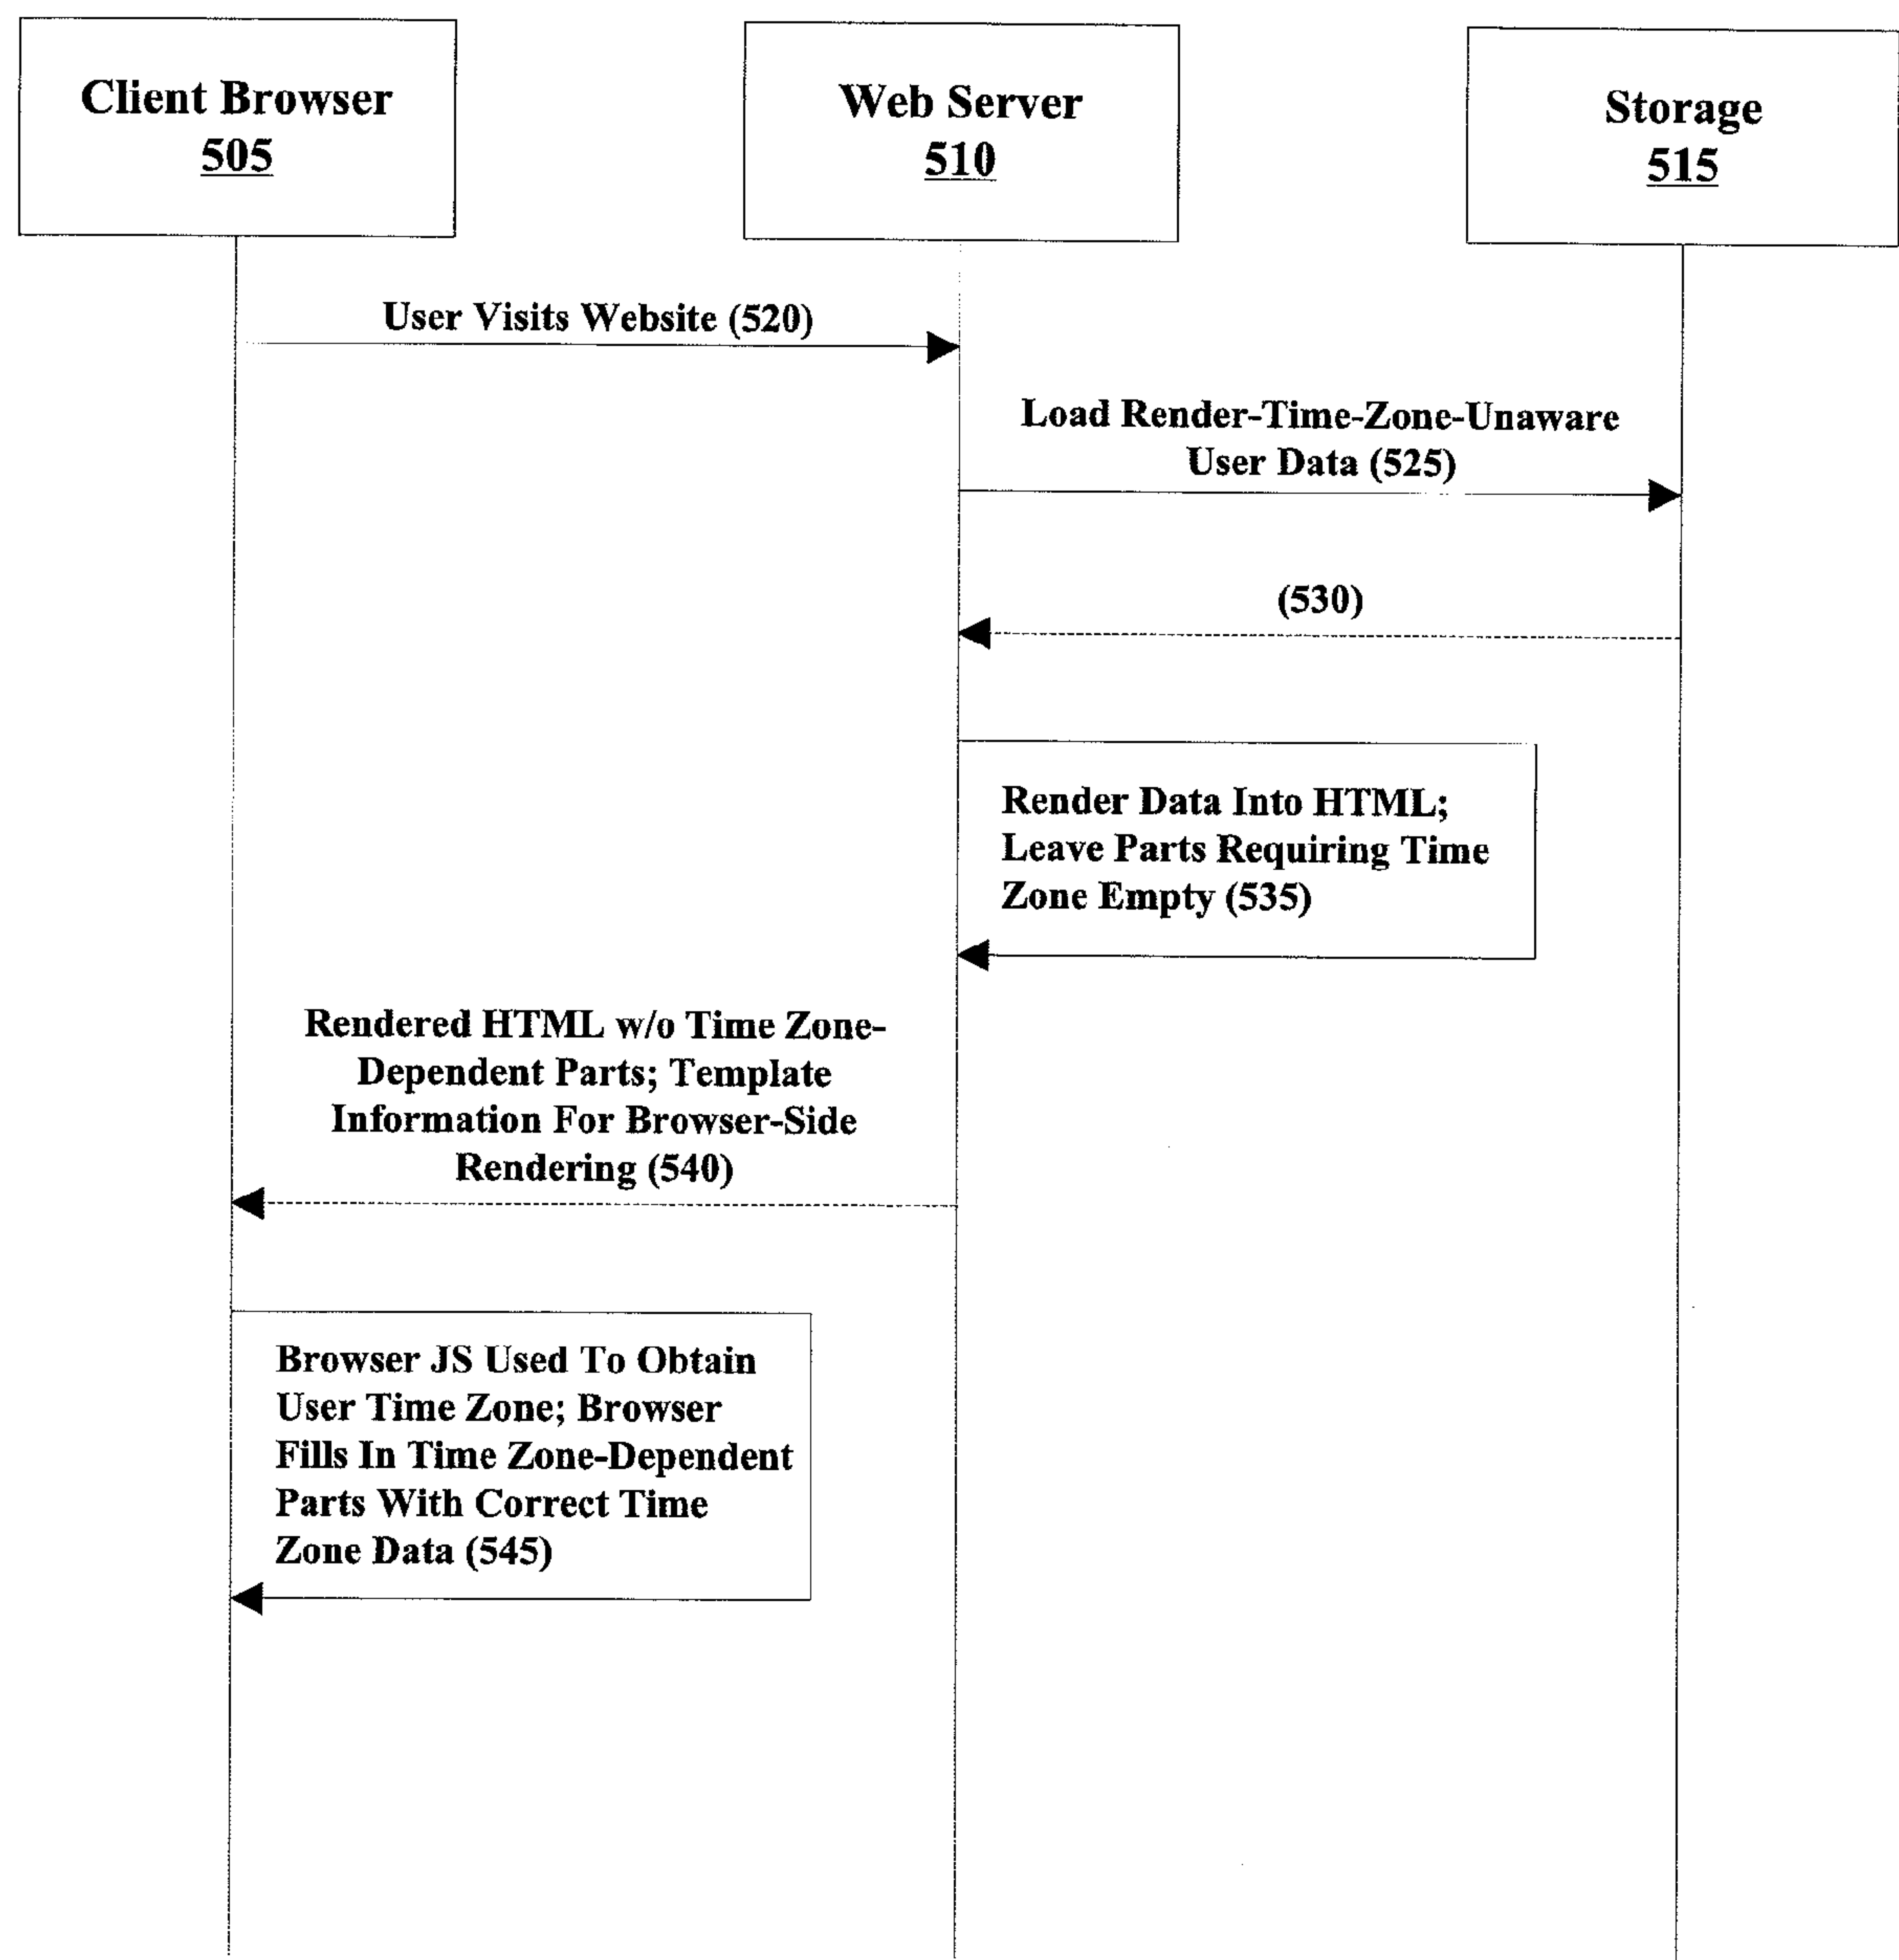 Client Browser
505
Web Server
510
Storage
515
User Visits Website (520)
Load Render-Time-Zone-Unaware
User Data (525)
(530)
Render Data Into HTML;
Leave Parts Requiring Time
Zone Empty (535)
Rendered HTML w/o Time Zone-
Dependent Parts; Template
Information For Browser-Side
Rendering (540)
Browser JS Used To Obtain
User Time Zone; Browser
Fills In Time Zone-Dependent
Parts With Correct Time
Zone Data (545)